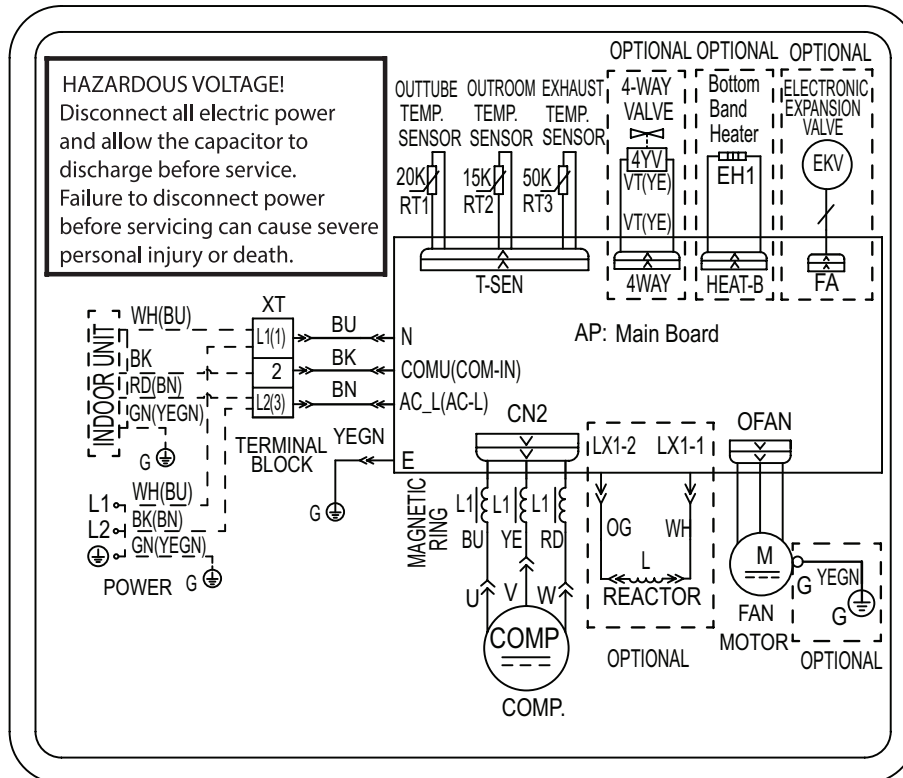 HAZARDOUS VOLTAGE!
Disconnect all electric power
and allow the capacitor to
discharge before service.
Failure to disconnect power
before servicing can cause severe
personal injury or death.
OUTTUBE
TEMP.
SENSOR
20K
RT1
OUTROOM
TEMP.
SENSOR
15K
RT2
EXHAUST
TEMP.
SENSOR
50K
RT3
T-SEN
OPTIONAL
4-WAY
VALVE
4YV
VT(YE)
VT(YE)
4WAY
OPTIONAL
Bottom
Band
Heater
EH1
HEAT-B
OPTIONAL
ELECTRONIC
EXPANSION
VALVE
EKV
FA
AP: Main Board
INDOOR UNIT
WH(BU)
BK
RD(BN)
GN(YEGN)
G
XT
L1(1)
2
L2(3)
TERMINAL
BLOCK
BU
N
BK
COMU(COM-IN)
BN
AC_L(AC-L)
YEGN
E
G
L1
WH(BU)
L2
BK(BN)
GN(YEGN)
POWER
G
MAGNETIC
RING
CN2
L1
L1
L1
BU
YE
RD
U
V
W
COMP
COMP.
LX1-2
LX1-1
OG
WH
L
REACTOR
OPTIONAL
OFAN
M
FAN
MOTOR
G
YEGN
G
OPTIONAL